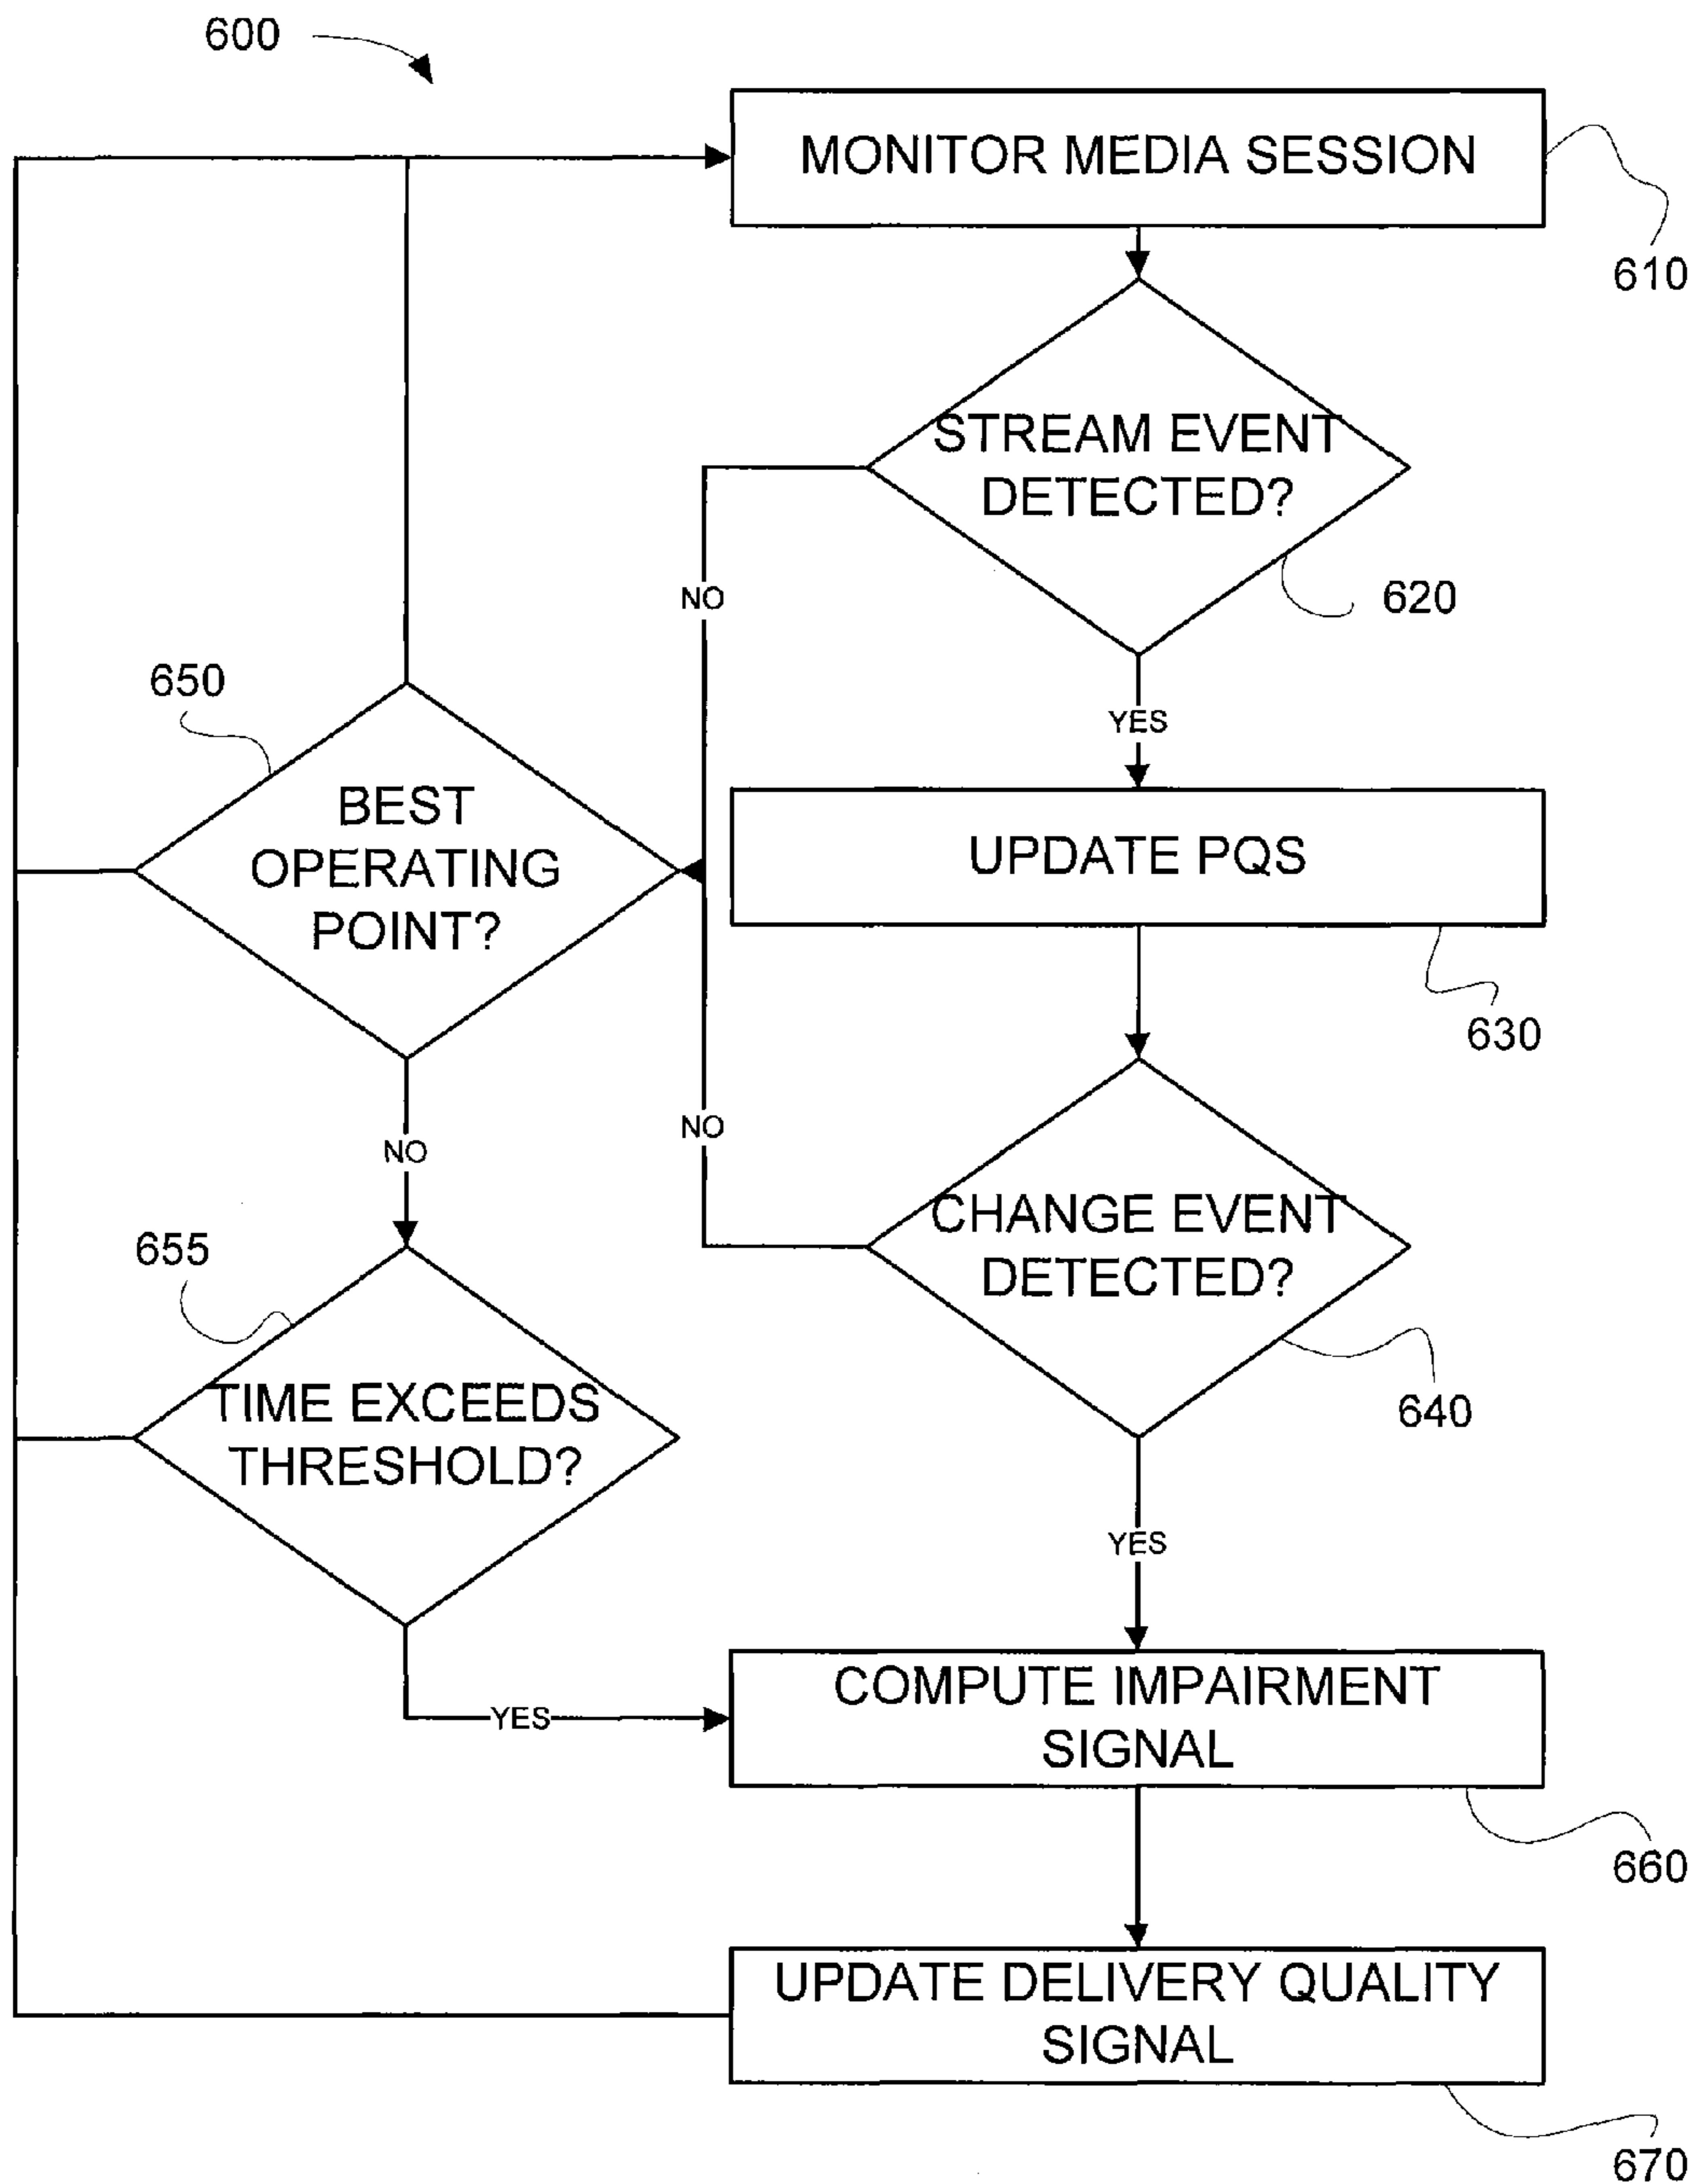 600
MONITOR MEDIA SESSION
610
STREAM EVENT
DETECTED?
620
NO
YES
650
BEST
OPERATING
POINT?
UPDATE PQS
630
NO
NO
655
CHANGE EVENT
DETECTED?
640
TIME EXCEEDS
THRESHOLD?
YES
YES
COMPUTE IMPAIRMENT
SIGNAL
660
UPDATE DELIVERY QUALITY
SIGNAL
670